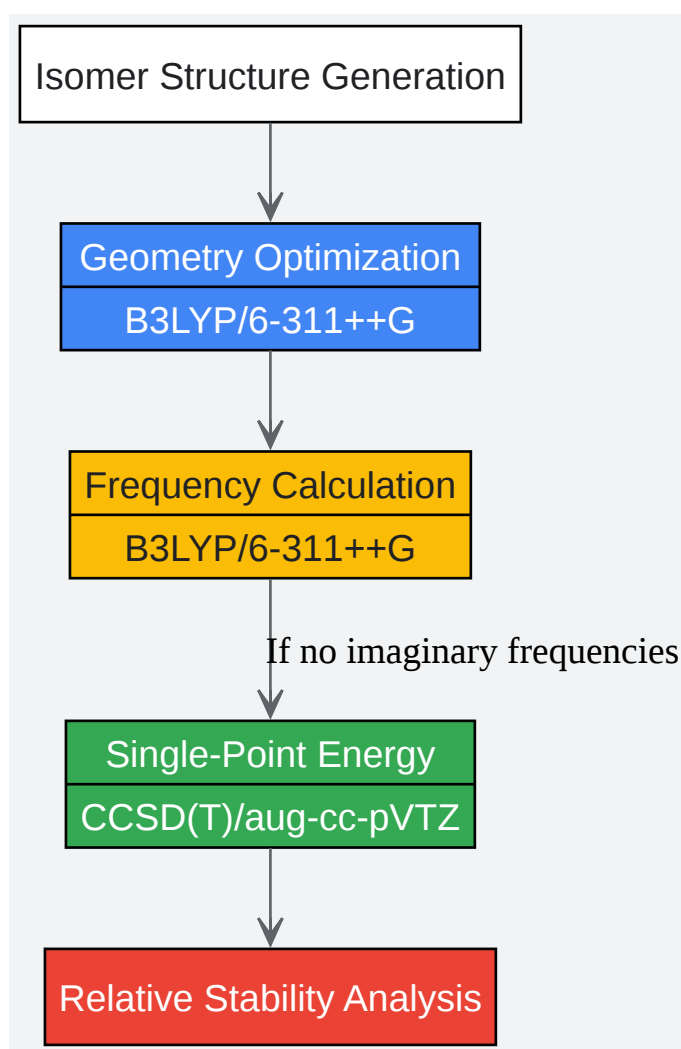 Isomer Structure Generation
Geometry Optimization
B3LYP/6-311++G
Frequency Calculation
B3LYP/6-311++G
If no imaginary frequencies
Single-Point Energy
CCSD(T)/aug-cc-pVTZ
Relative Stability Analysis